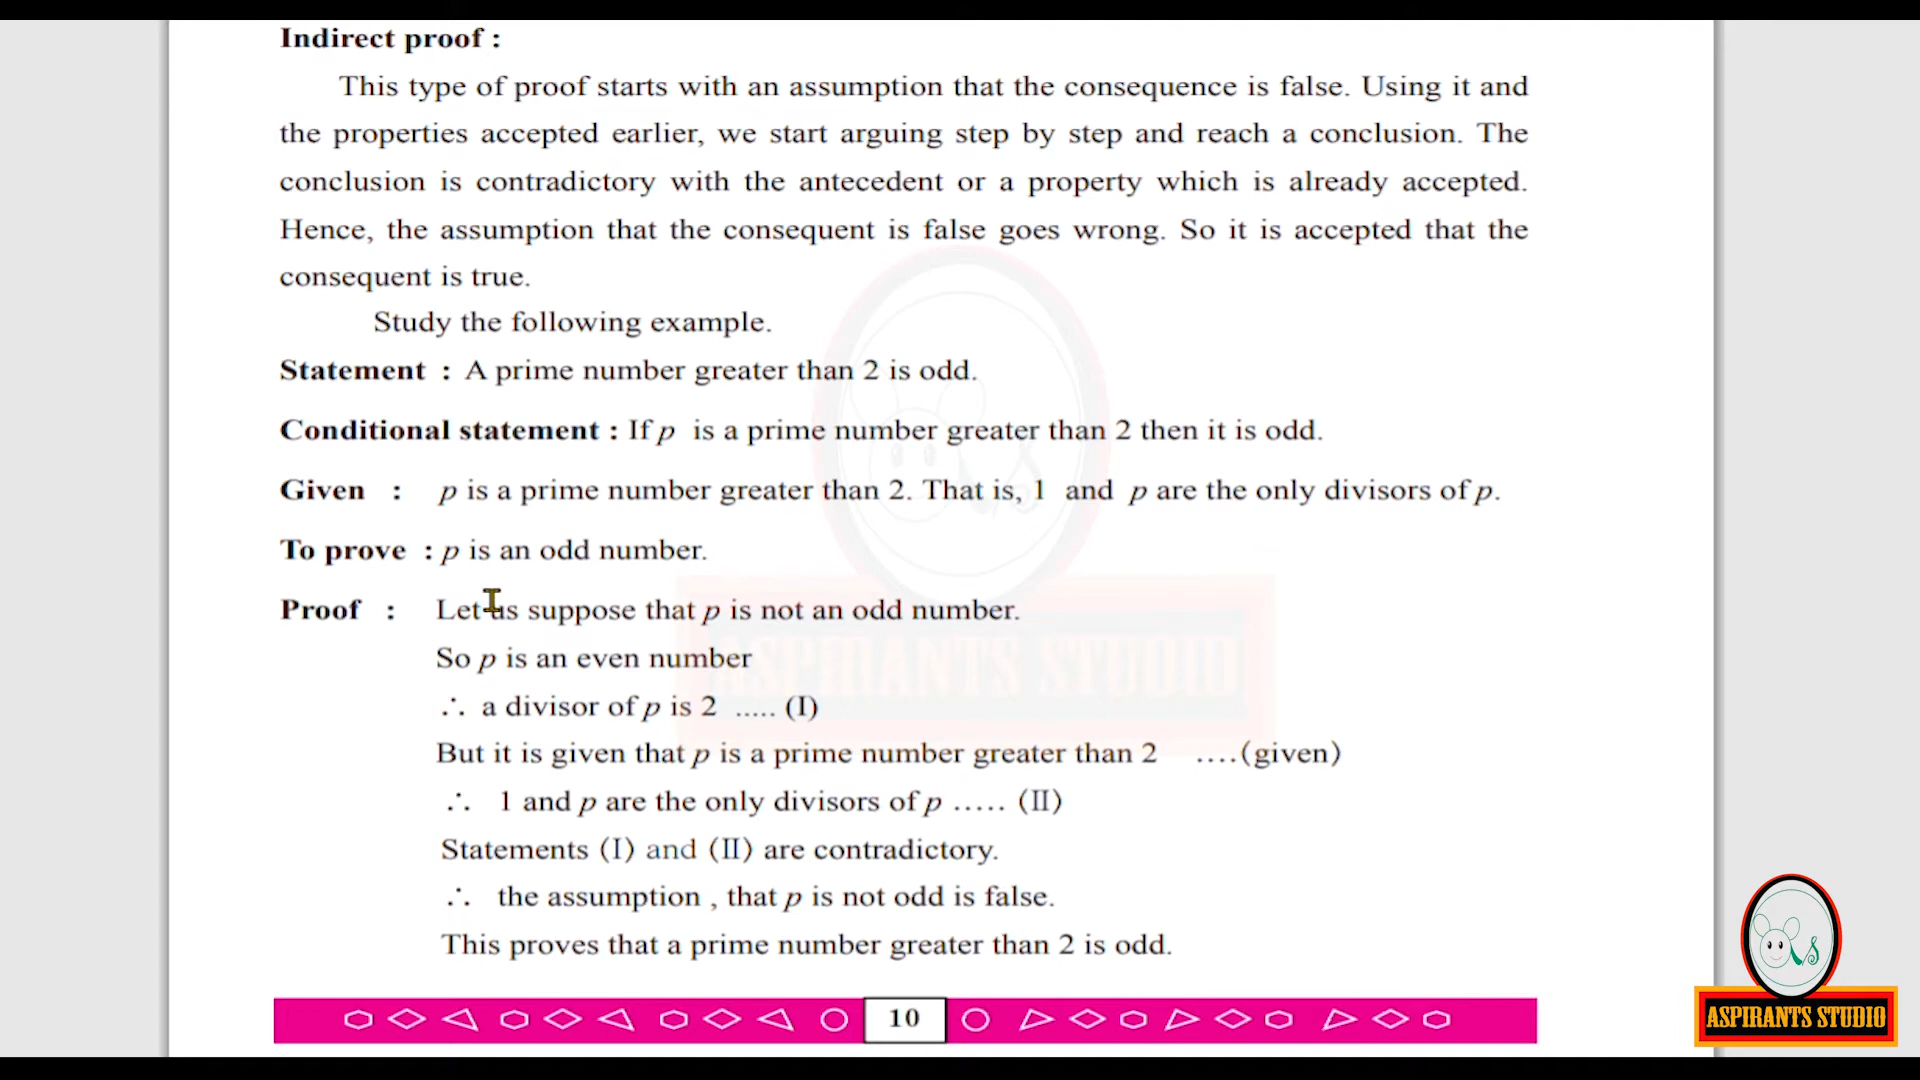 Indirect proof :
This type of proof starts with an assumption that the consequence is false. Using it and
the properties accepted earlier, we start arguing step by step and reach a conclusion. The
conclusion is contradictory with the antecedent or a property which is already accepted.
Hence, the assumption that the consequent is false goes wrong. So it is accepted that the
consequent is true.
Study the following example.
Statement : A prime number greater than 2 is odd.
Conditional statement : If p is a prime number greater than 2 then it is odd.
Given : p is a prime number greater than 2. That is, 1 and p are the only divisors of p.
To prove : p is an odd number.
Proof : Let us suppose that p is not an odd number.
So p is an even number
∴ a divisor of p is 2 ..... (I)
But it is given that p is a prime number greater than 2 ....(given)
∴ 1 and p are the only divisors of p ..... (II)
Statements (I) and (II) are contradictory.
∴ the assumption , that p is not odd is false.
This proves that a prime number greater than 2 is odd.
10
ASPIRANTS STUDIO
ASPIRANTS STUDIO